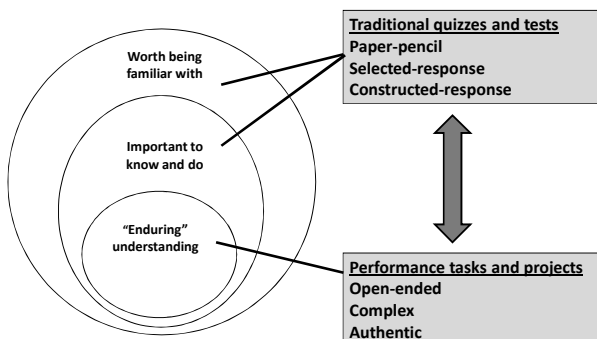 Worth being
familiar with
Important to
know and do
“Enduring”
understanding
Traditional quizzes and tests
Paper-pencil
Selected-response
Constructed-response
Performance tasks and projects
Open-ended
Complex
Authentic